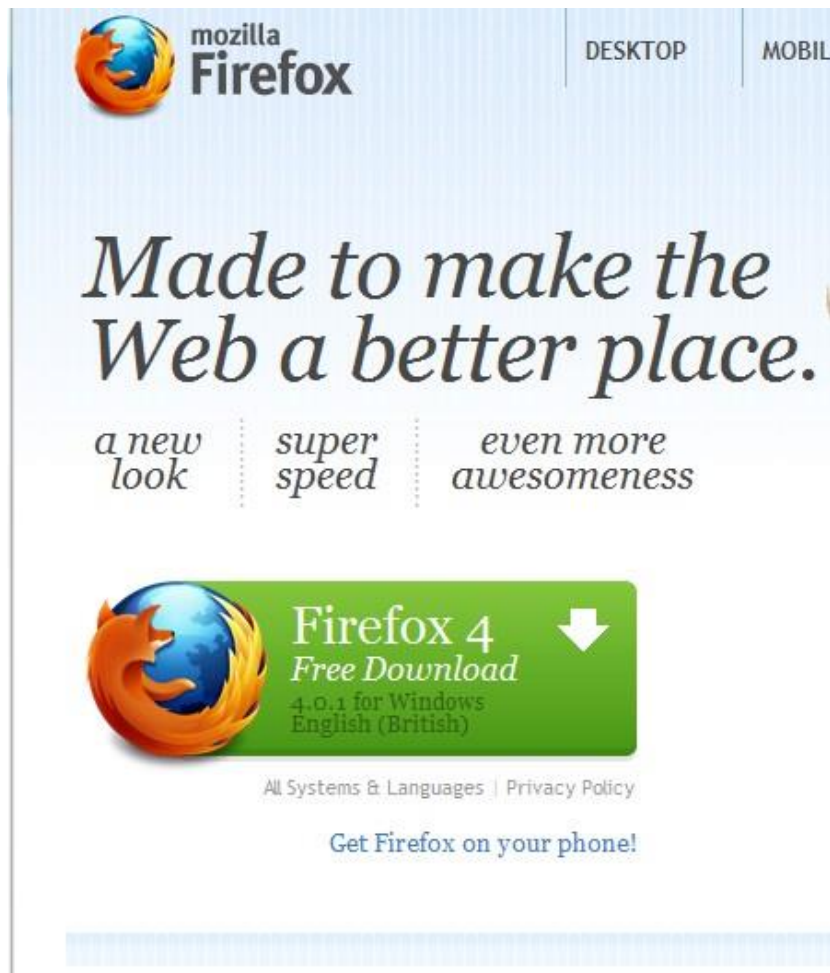 mozilla
Firefox
DESKTOP
MOBIL
Made to make the
Web a better place.
a new
look
super
speed
even more
awesomeness
Firefox 4
Free Download
4.0.1 for Windows
English (British)
All Systems & Languages | Privacy Policy
Get Firefox on your phone!